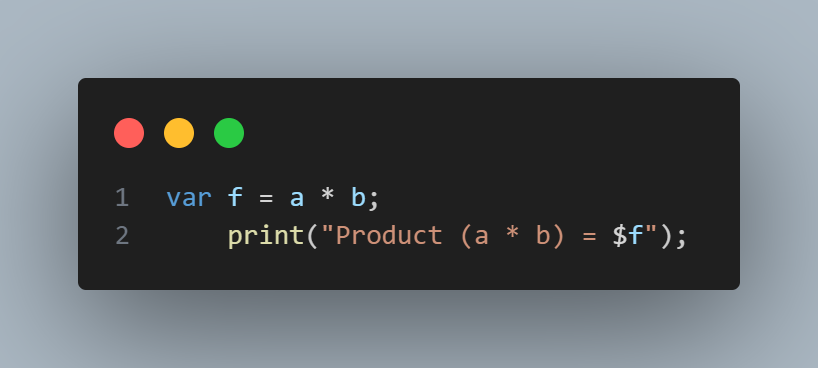 1 var f = a * b;
2 print("Product (a * b) = $f");